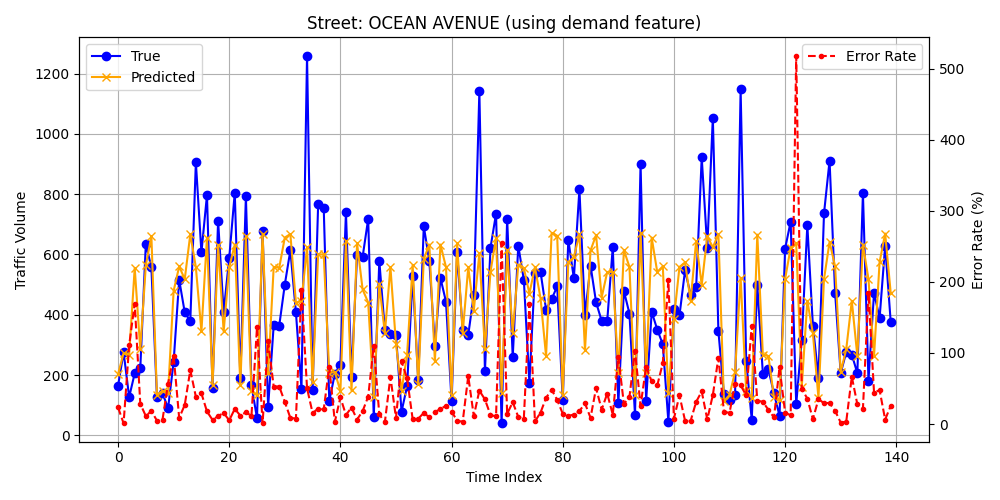 Street: OCEAN AVENUE (using demand feature)
True
Predicted
Error Rate
Traffic Volume
1200
1000
800
600
400
200
0
500
400
300
200
100
0
Error Rate (%)
0 20 40 60 80 100 120 140
Time Index